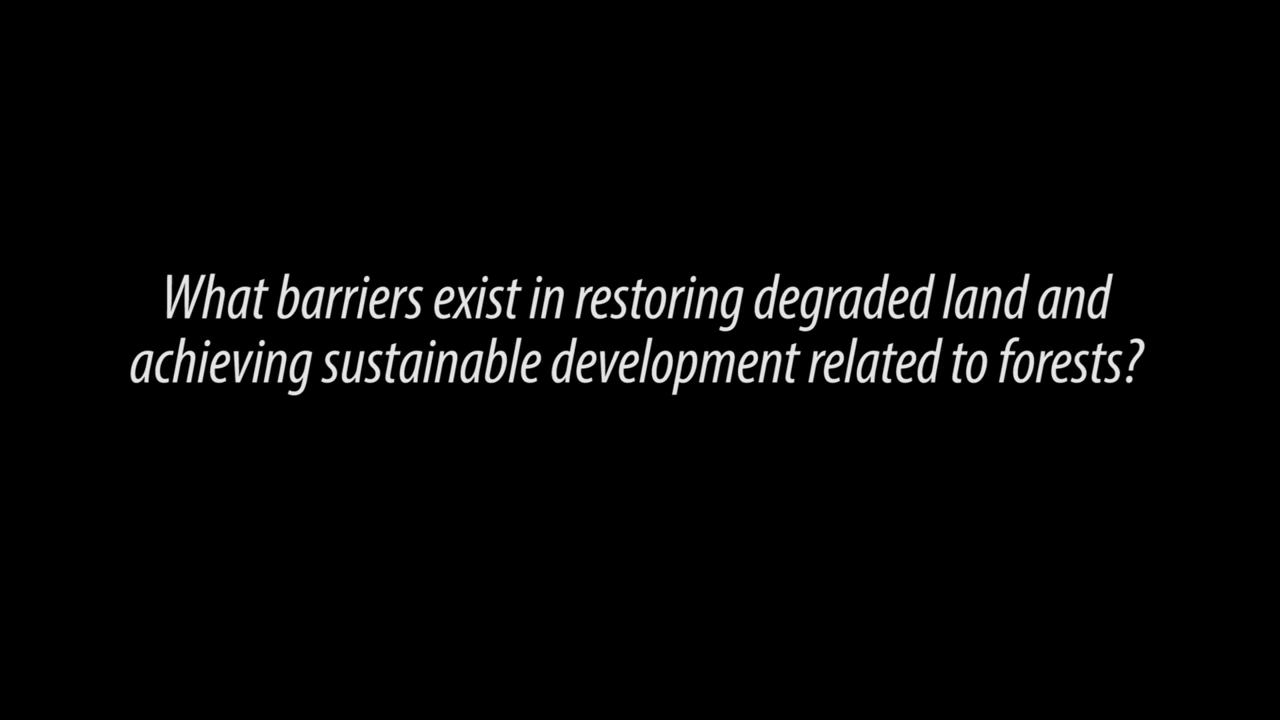 What barriers exist in restoring degraded land and
achieving sustainable development related to forests?